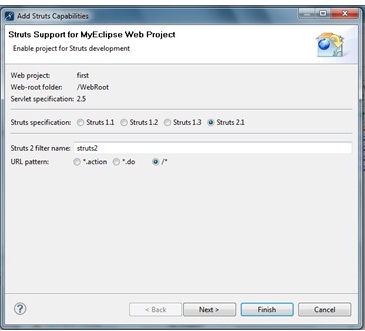 Add Struts Capabilities
Struts Support for MyEclipse Web Project
Enable project for Struts development
Web project: first
Web-root folder: /WebRoot
Servlet specification: 2.5
Struts specification: Struts 1.1 Struts 1.2 Struts 1.3 Struts 2.1
Struts 2 filter name: struts2
URL pattern: *.action *.do /*
? < Back Next > Finish Cancel